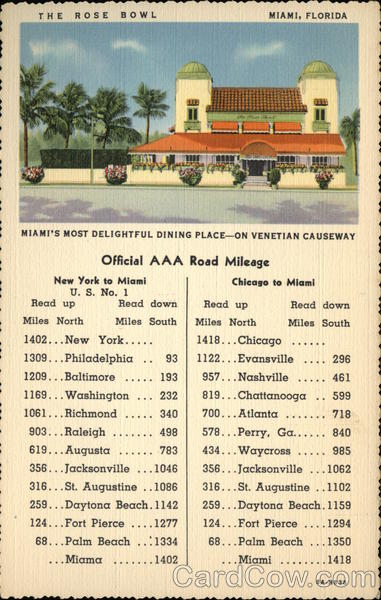 THE ROSE BOWL MIAMI, FLORIDA
The Rose Bowl
MIAMI'S MOST DELIGHTFUL DINING PLACE—ON VENETIAN CAUSEWAY
Official AAA Road Mileage
New York to Miami
U. S. No. 1
Read up Read down
Miles North Miles South
1402...New York.....
1309...Philadelphia .. 93
1209...Baltimore ..... 193
1169...Washington .... 232
1061...Richmond ..... 340
903...Raleigh ....... 498
619...Augusta ...... 783
356...Jacksonville ...1046
316...St. Augustine ..1086
259...Daytona Beach.1142
124...Fort Pierce ....1277
68...Palm Beach ..1334
...Miama .......1402
Chicago to Miami
Read up Read down
Miles North Miles South
1418...Chicago ......
1122...Evansville .... 296
957...Nashville ..... 461
819...Chattanooga .. 599
700...Atlanta ....... 718
578...Perry, Ga...... 840
434...Waycross ..... 985
356...Jacksonville ...1062
316...St. Augustine ..1102
259...Daytona Beach.1159
124...Fort Pierce ....1294
68...Palm Beach ...1350
Miami .......1418
CardCow.com